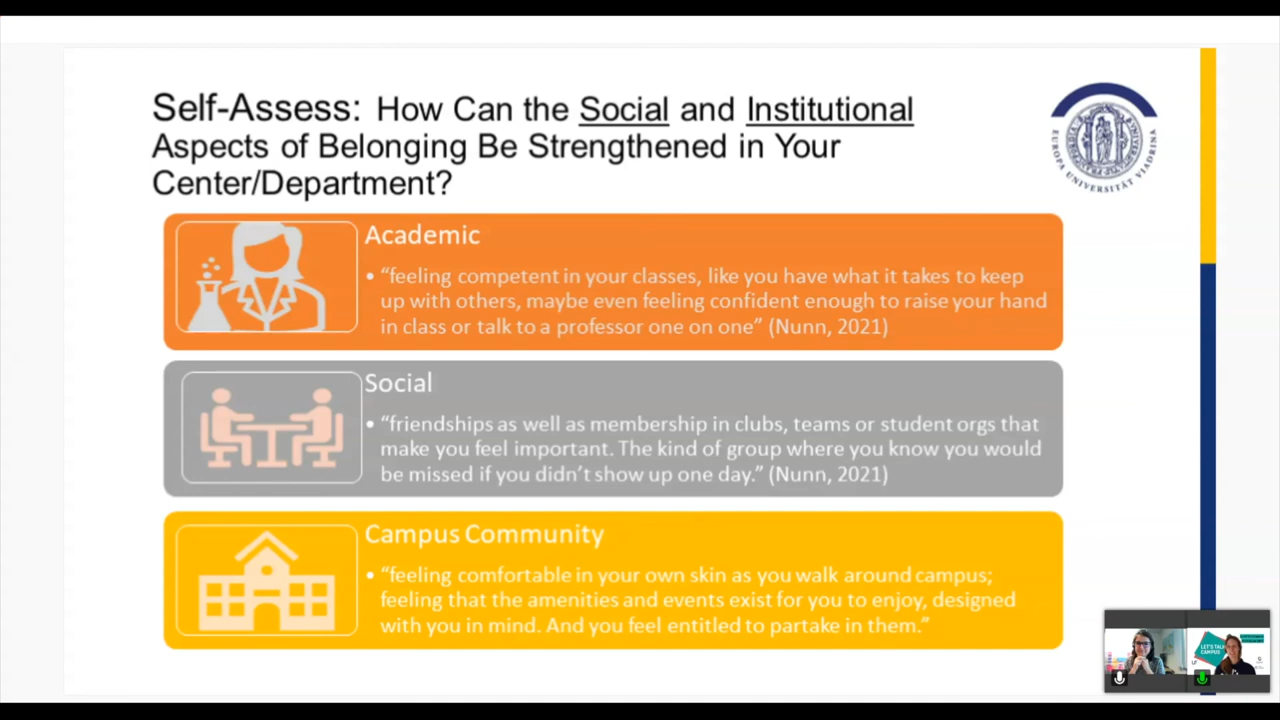 Self-Assess: How Can the Social and Institutional
Aspects of Belonging Be Strengthened in Your
Center/Department?
EUROPA UNIVERSITÄT VIADRINA
Academic
• “feeling competent in your classes, like you have what it takes to keep
up with others, maybe even feeling confident enough to raise your hand
in class or talk to a professor one on one” (Nunn, 2021)
Social
• “friendships as well as membership in clubs, teams or student orgs that
make you feel important. The kind of group where you know you would
be missed if you didn’t show up one day.” (Nunn, 2021)
Campus Community
• “feeling comfortable in your own skin as you walk around campus;
feeling that the amenities and events exist for you to enjoy, designed
with you in mind. And you feel entitled to partake in them.”
LET'S TALK
CAMPUS